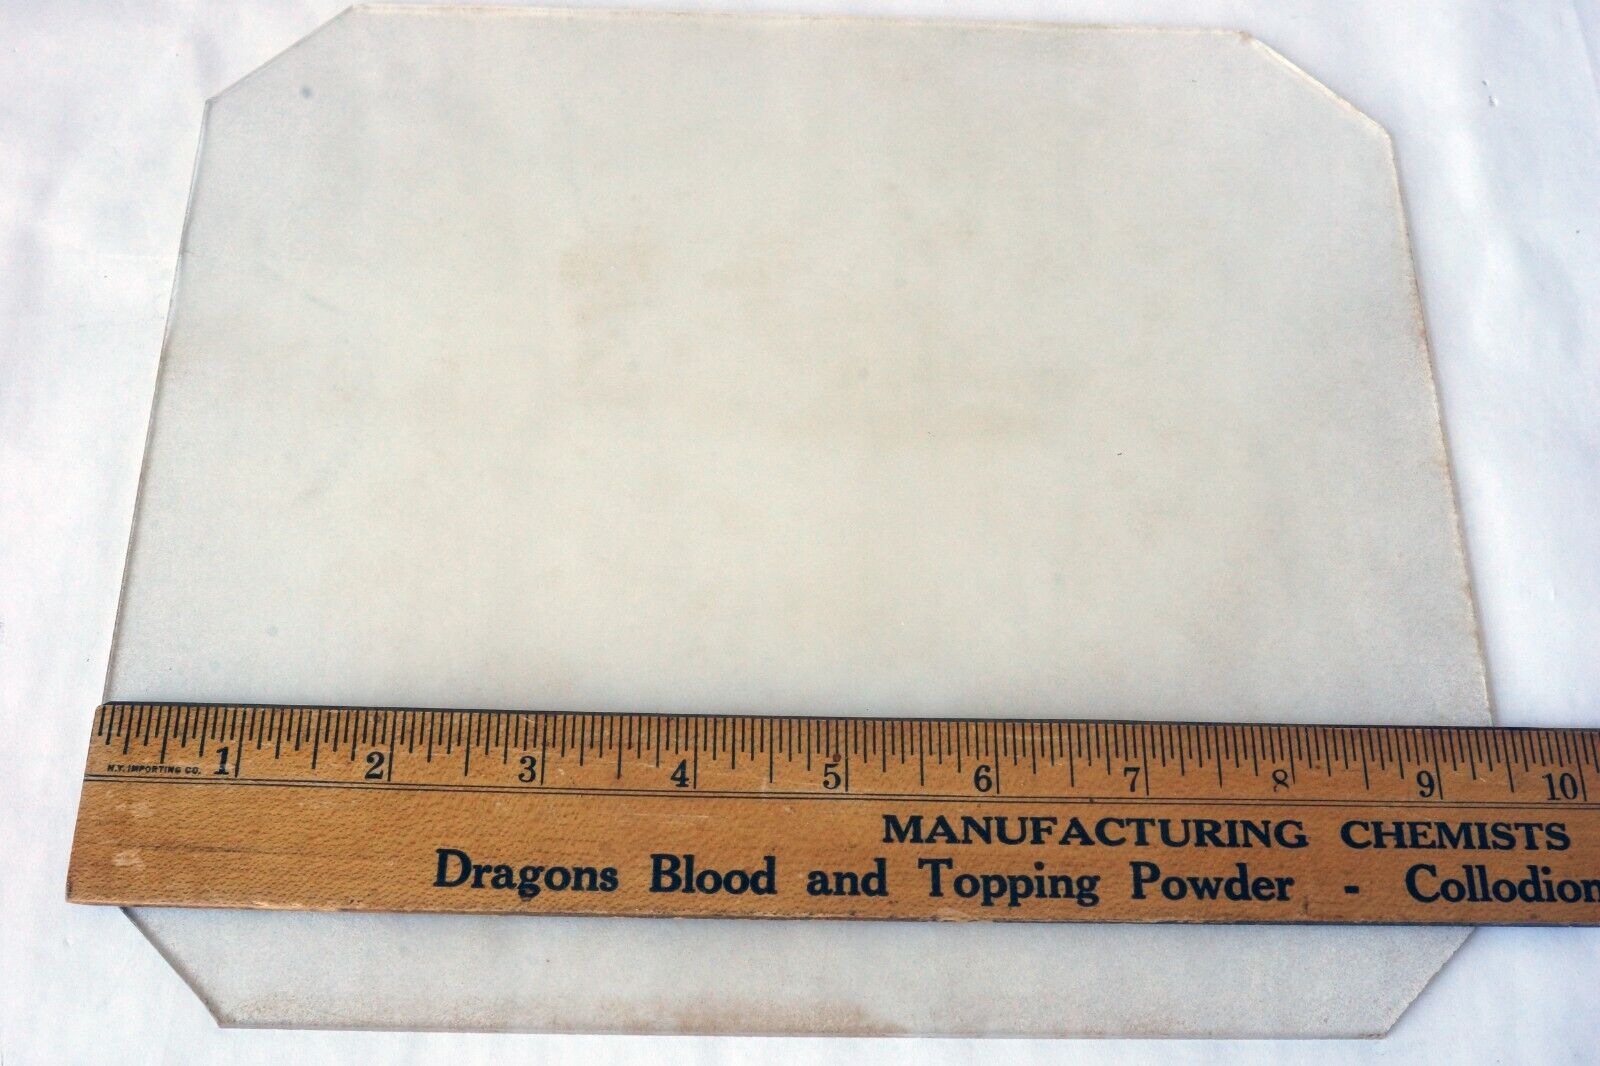 1 2 3 4 5 6 7 8 9 10
N.Y. IMPORTING CO.
MANUFACTURING CHEMISTS
Dragons Blood and Topping Powder - Collodion